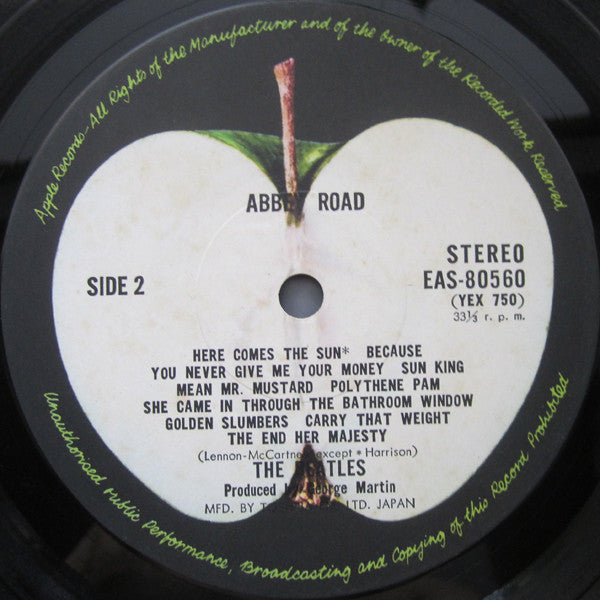 Apple Records-All Rights of the Manufacturer and of the Owner of the Recorded Work Reserved
ABBEY ROAD
SIDE 2
STEREO
EAS-80560
(YEX 750)
33⅓ r. p. m.
HERE COMES THE SUN* BECAUSE
YOU NEVER GIVE ME YOUR MONEY SUN KING
MEAN MR. MUSTARD POLYTHENE PAM
SHE CAME IN THROUGH THE BATHROOM WINDOW
GOLDEN SLUMBERS CARRY THAT WEIGHT
THE END HER MAJESTY
(Lennon-McCartney except * Harrison)
THE BEATLES
Produced by George Martin
MFD. BY LTD. JAPAN
Unauthorised Public Performance, Broadcasting and Copying of this Record Prohibited